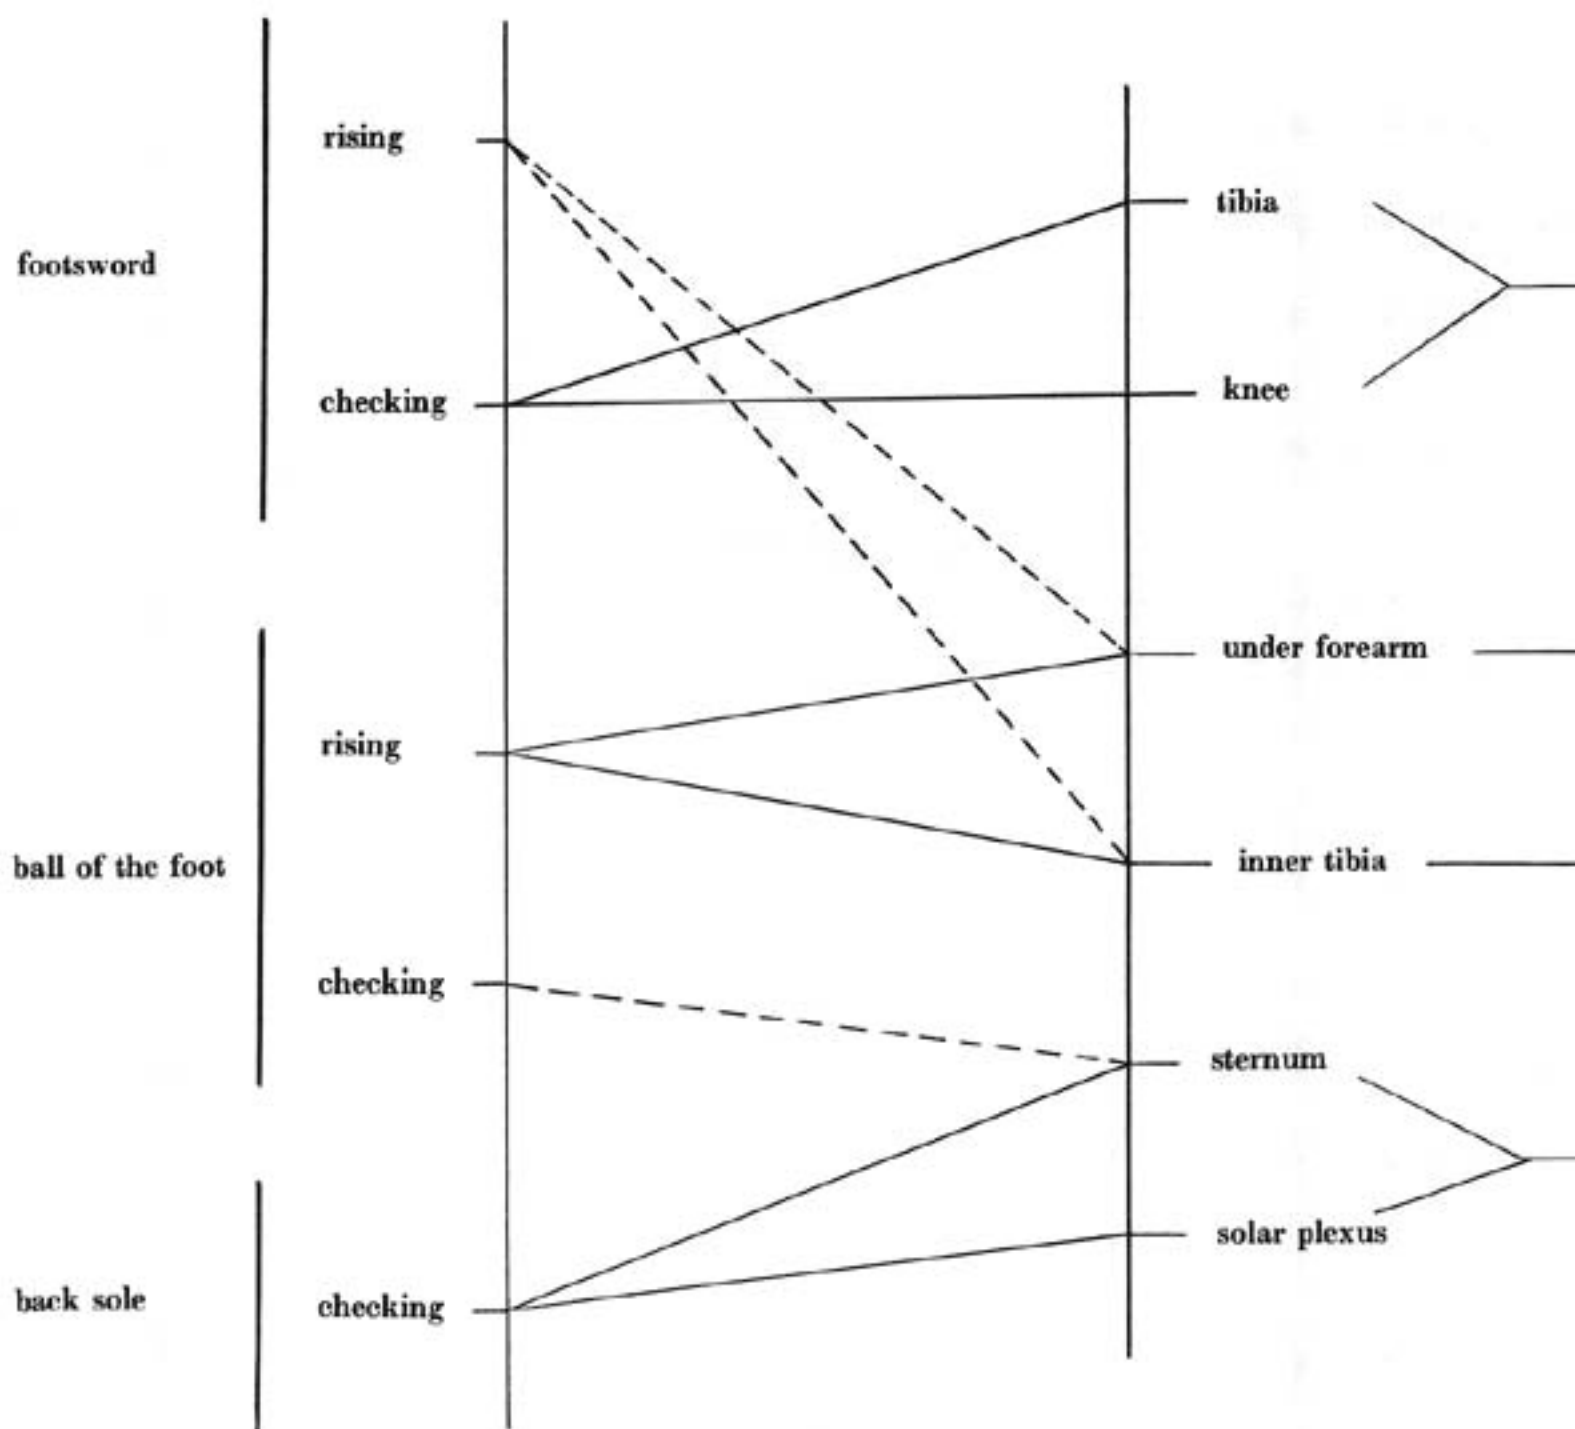 rising
tibia
footsword
checking
knee
under forearm
rising
ball of the foot
inner tibia
checking
sternum
solar plexus
back sole
checking